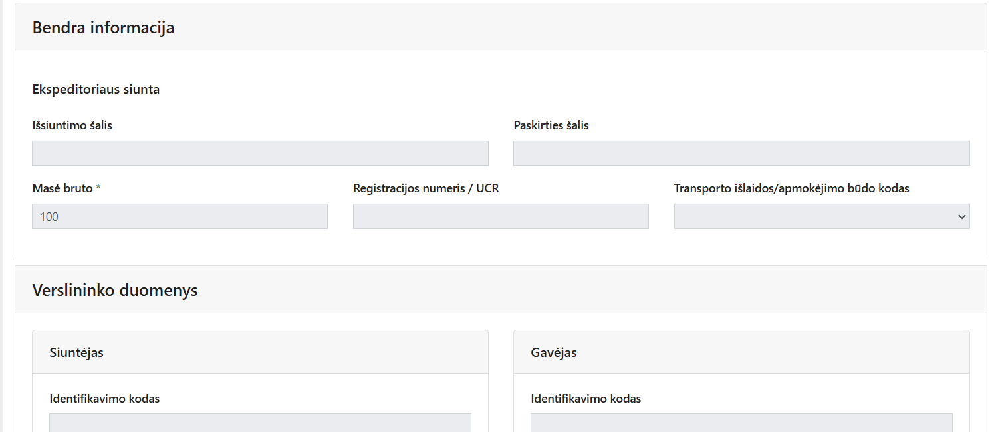 Bendra informacija
Ekspeditoriaus siunta
Išsiuntimo šalis
Paskirties šalis
Masė bruto *
Registracijos numeris / UCR
Transporto išlaidos/apmokėjimo būdo kodas
100
Verslininko duomenys
Siuntėjas
Gavėjas
Identifikavimo kodas
Identifikavimo kodas